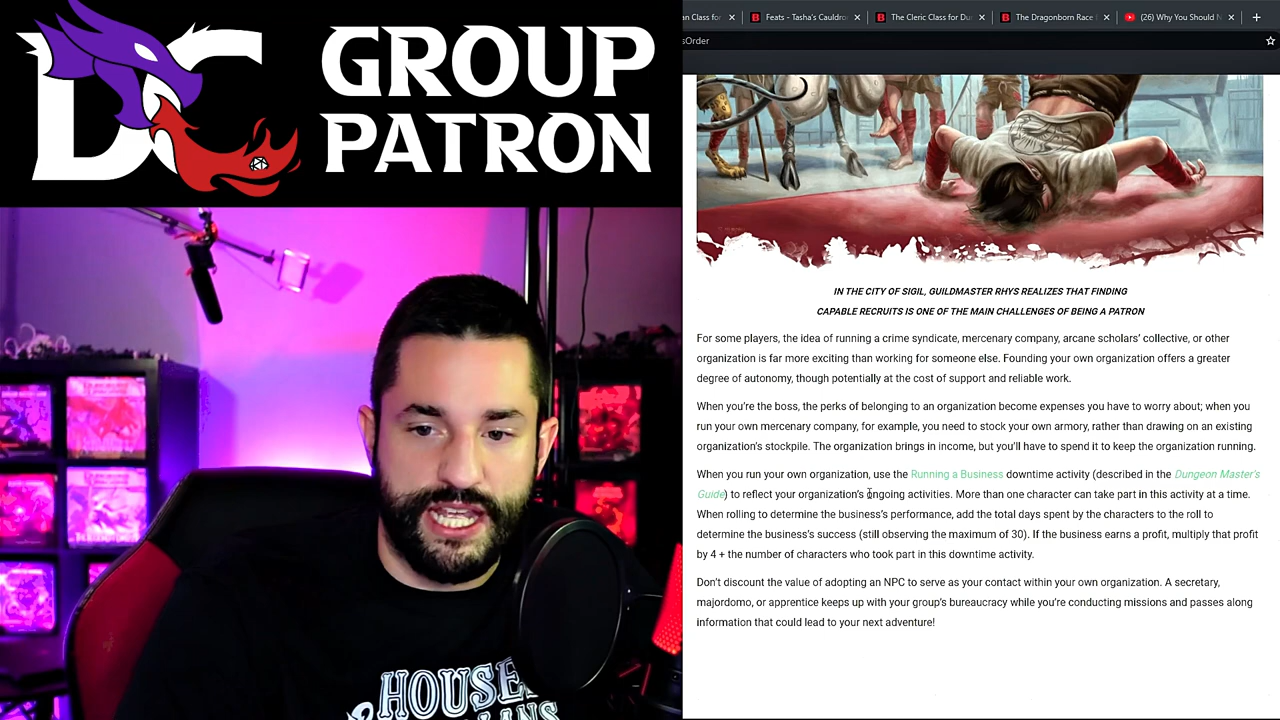 DC GROUP
PATRON
an Class for
Feats - Tasha's Cauldro
The Cleric Class for Du
The Dragonborn Race
(26) Why You Should N
sOrder
IN THE CITY OF SIGIL, GUILDMASTER RHYS REALIZES THAT FINDING
CAPABLE RECRUITS IS ONE OF THE MAIN CHALLENGES OF BEING A PATRON
For some players, the idea of running a crime syndicate, mercenary company, arcane scholars' collective, or other
organization is far more exciting than working for someone else. Founding your own organization offers a greater
degree of autonomy, though potentially at the cost of support and reliable work.
When you're the boss, the perks of belonging to an organization become expenses you have to worry about; when you
run your own mercenary company, for example, you need to stock your own armory, rather than drawing on an existing
organization's stockpile. The organization brings in income, but you'll have to spend it to keep the organization running.
When you run your own organization, use the Running a Business downtime activity (described in the Dungeon Master's
Guide) to reflect your organization's ongoing activities. More than one character can take part in this activity at a time.
When rolling to determine the business's performance, add the total days spent by the characters to the roll to
determine the business's success (still observing the maximum of 30). If the business earns a profit, multiply that profit
by 4 + the number of characters who took part in this downtime activity.
Don't discount the value of adopting an NPC to serve as your contact within your own organization. A secretary,
majordomo, or apprentice keeps up with your group's bureaucracy while you're conducting missions and passes along
information that could lead to your next adventure!
HOUSE